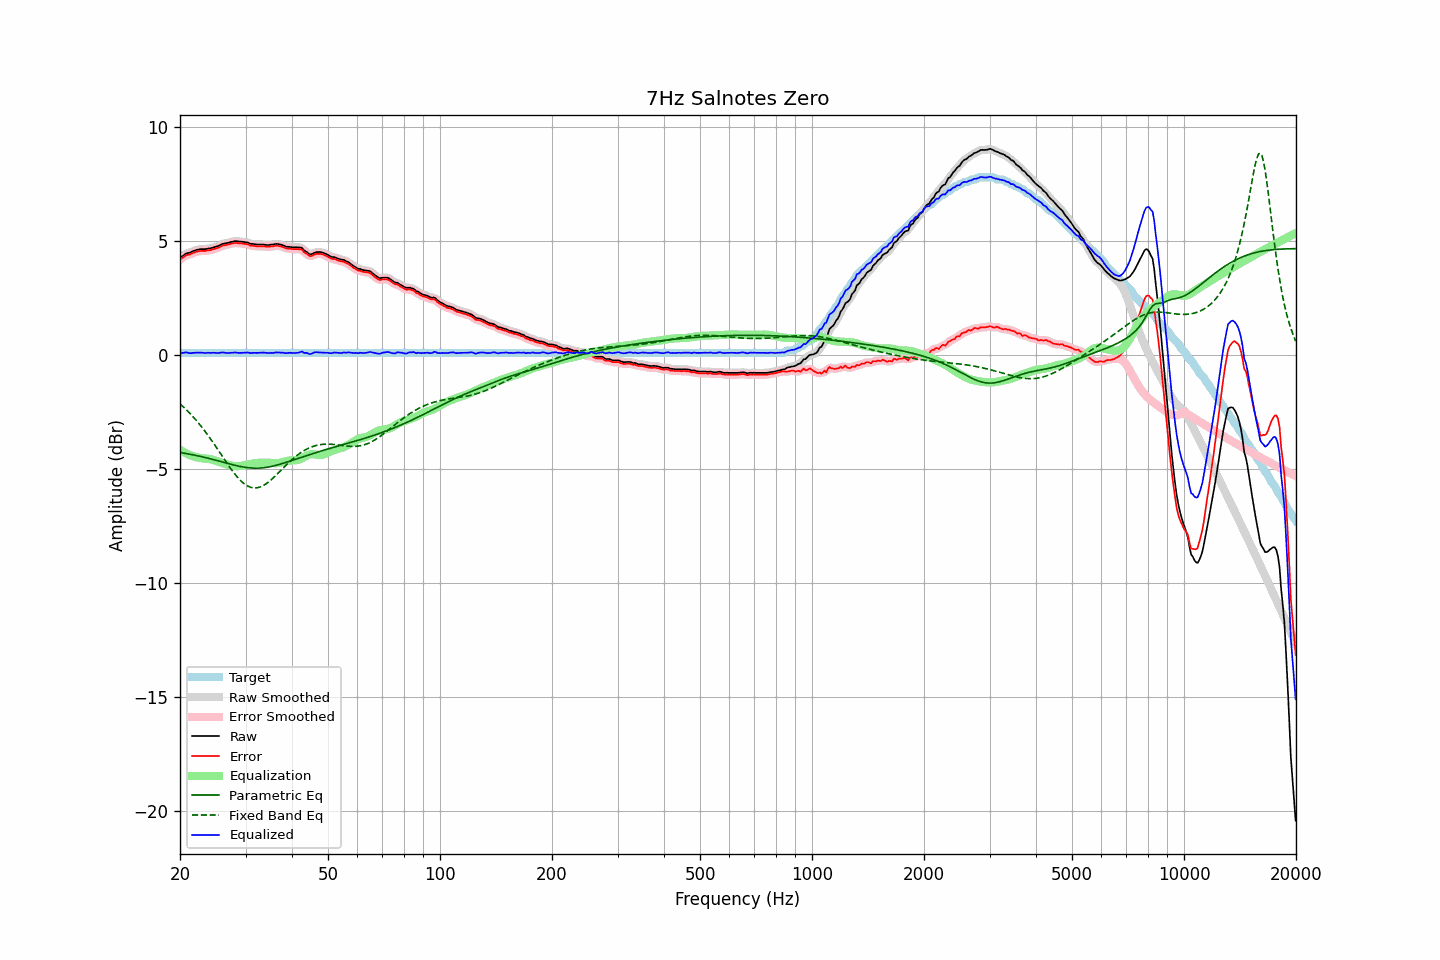 7Hz Salnotes Zero
10
5
0
−5
−10
−15
−20
Amplitude (dBr)
Target
Raw Smoothed
Error Smoothed
Raw
Error
Equalization
Parametric Eq
Fixed Band Eq
Equalized
20 50 100 200 500 1000 2000 5000 10000 20000
Frequency (Hz)